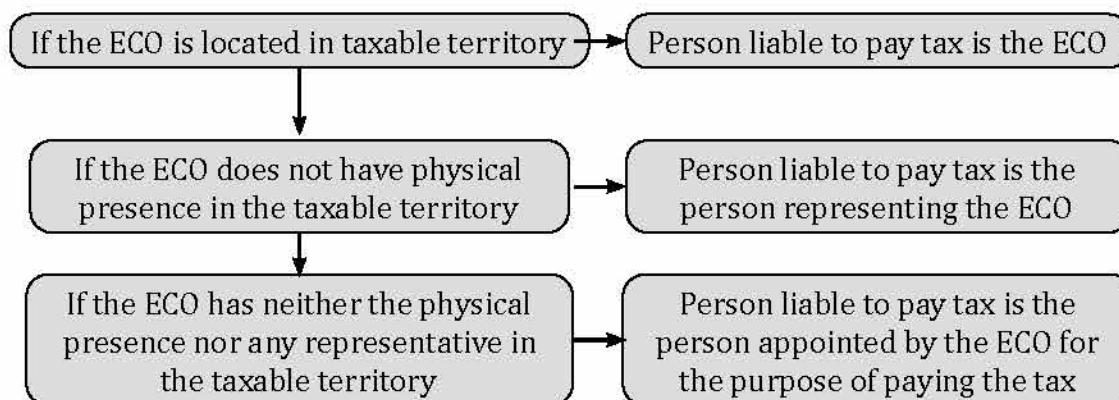 If the ECO is located in taxable territory
Person liable to pay tax is the ECO
If the ECO does not have physical
presence in the taxable territory
Person liable to pay tax is the
person representing the ECO
If the ECO has neither the physical
presence nor any representative in
the taxable territory
Person liable to pay tax is the
person appointed by the ECO for
the purpose of paying the tax